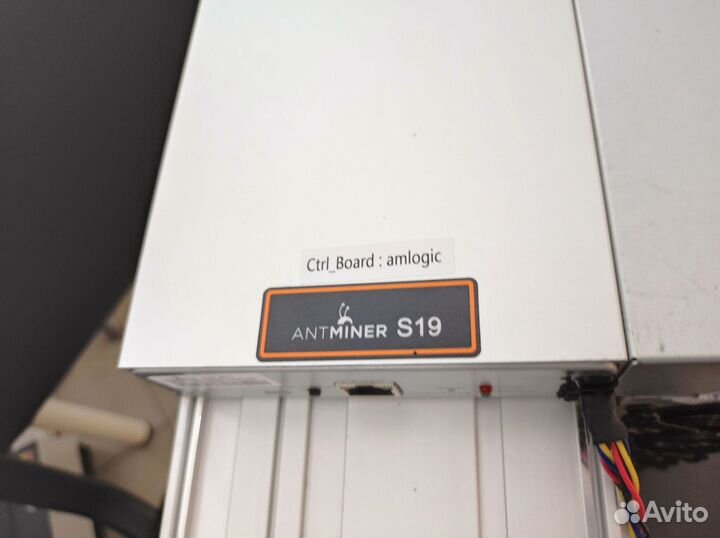 Ctrl_Board : amlogic
ANTMINER S19
Avito